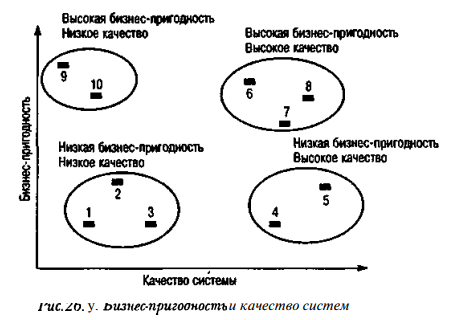 Высокая бизнес-пригодность
Низкое качество
Высокая бизнес-пригодность
Высокое качество
9
10
6
8
7
Низкая бизнес-пригодность
Низкое качество
Низкая бизнес-пригодность
Высокое качество
2
1
3
5
4
Бизнес-пригодность
Качество системы
Рис.26. у. Бизнес-пригодность и качество систем